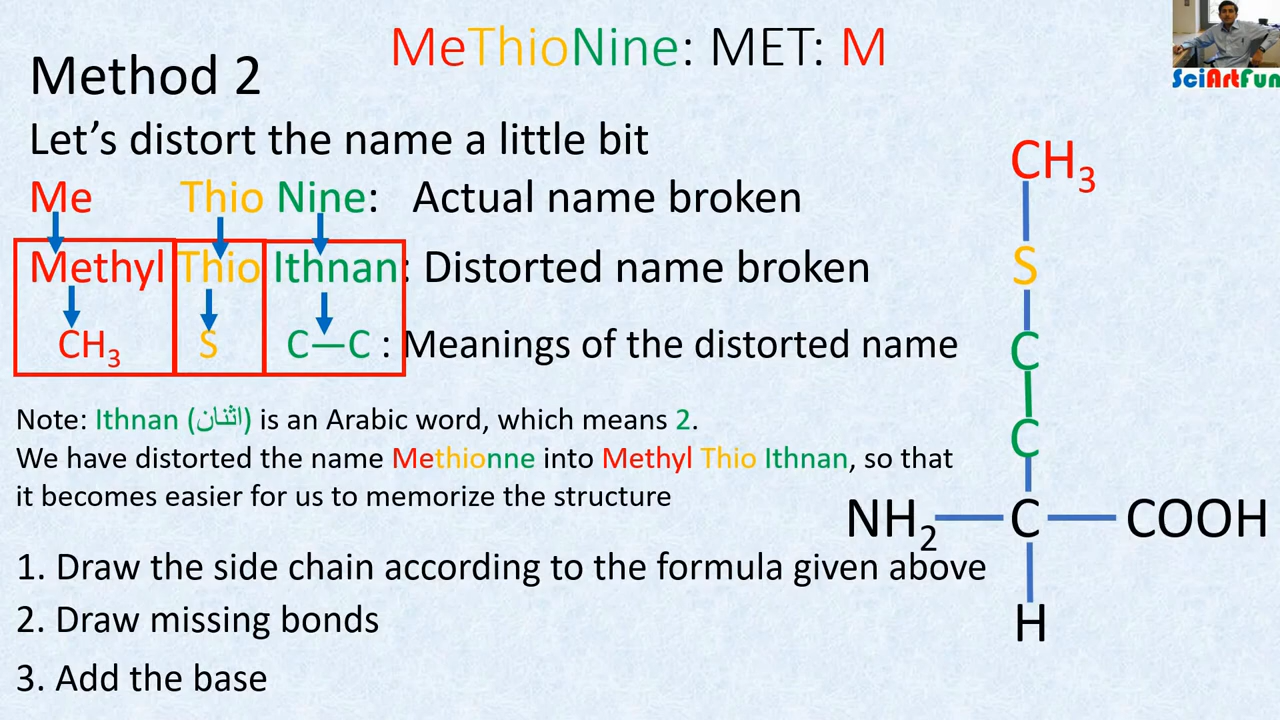 MeThioNine: MET: M
SciArtFun
Method 2
Let's distort the name a little bit
Me Thio Nine: Actual name broken
Methyl Thio Ithnan: Distorted name broken
CH3 S C—C : Meanings of the distorted name
Note: Ithnan (اثنان) is an Arabic word, which means 2.
We have distorted the name Methionne into Methyl Thio Ithnan, so that
it becomes easier for us to memorize the structure
1. Draw the side chain according to the formula given above
2. Draw missing bonds
3. Add the base
CH3
S
C
C
NH2 C COOH
H